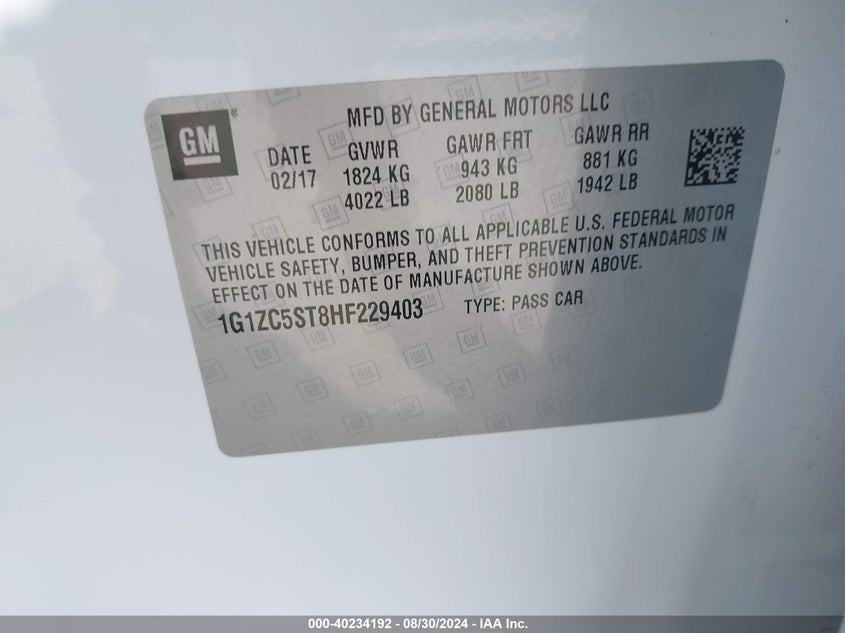 MFD BY GENERAL MOTORS LLC
GM
DATE GVWR GAWR FRT GAWR RR
02/17 1824 KG 943 KG 881 KG
4022 LB 2080 LB 1942 LB
THIS VEHICLE CONFORMS TO ALL APPLICABLE U.S. FEDERAL MOTOR
VEHICLE SAFETY, BUMPER, AND THEFT PREVENTION STANDARDS IN
EFFECT ON THE DATE OF MANUFACTURE SHOWN ABOVE.
1G1ZC5ST8HF229403 TYPE: PASS CAR
000-40234192 - 08/30/2024 - IAA Inc.